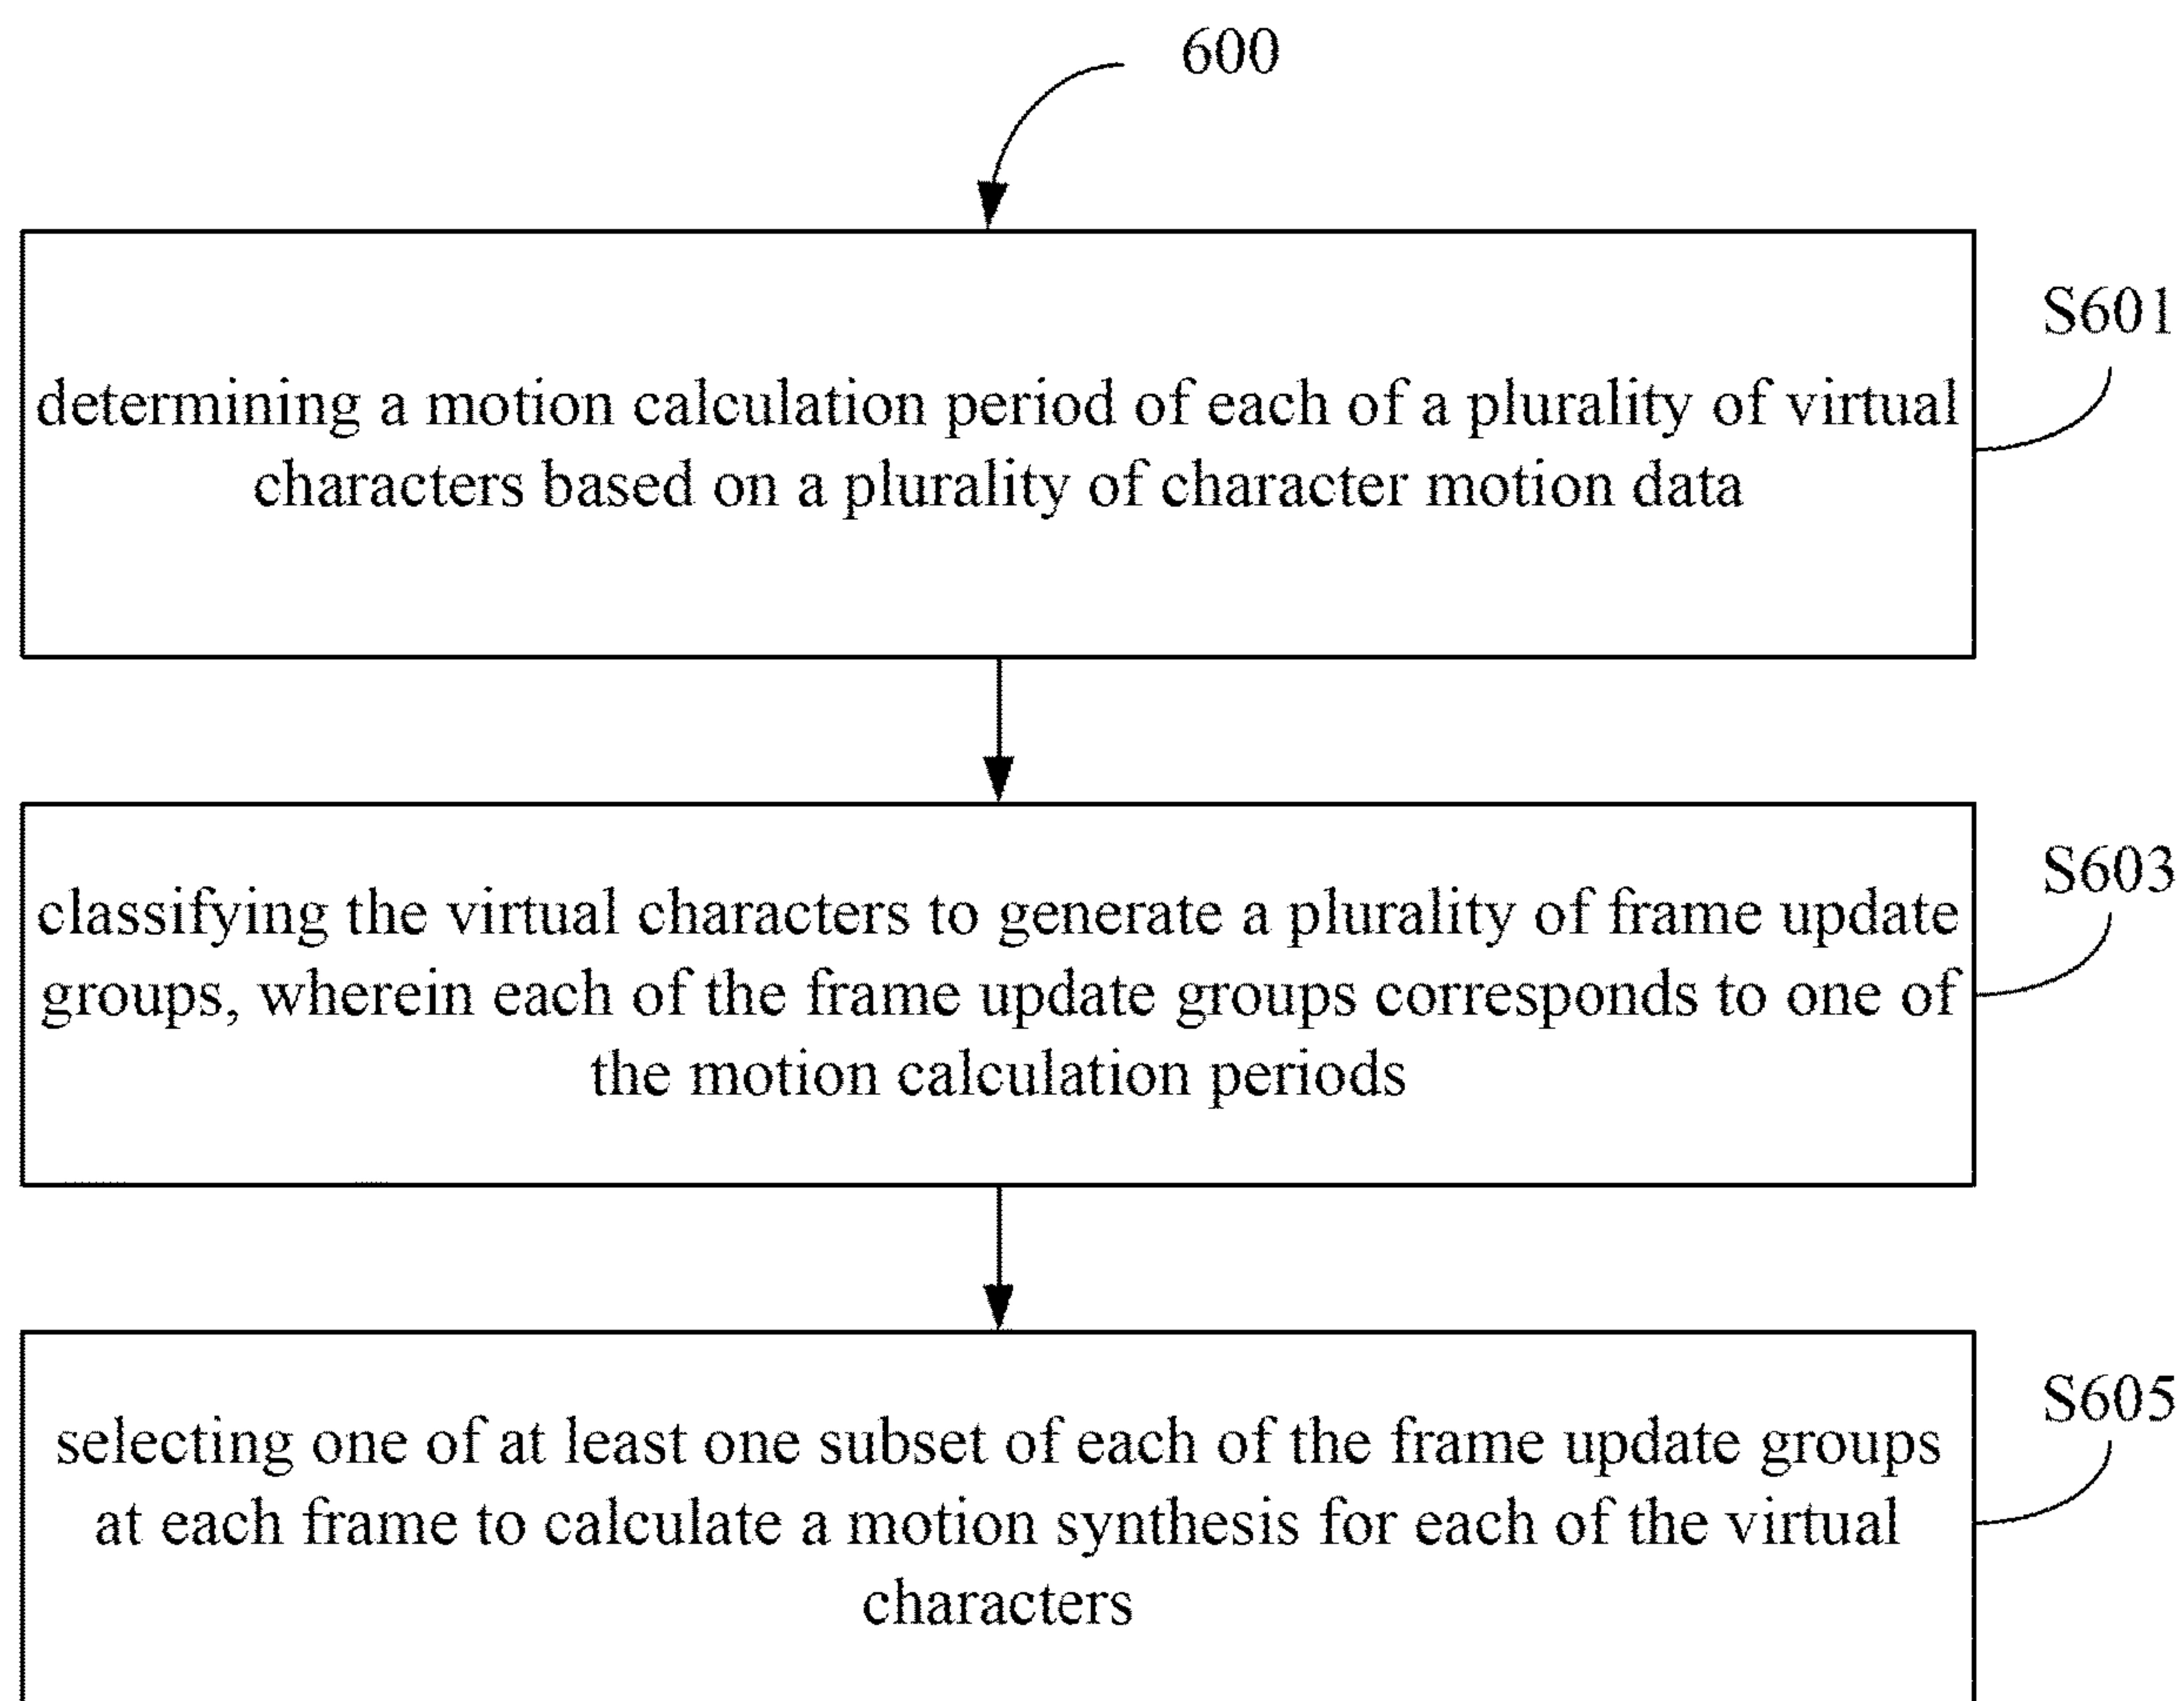 600
S601
determining a motion calculation period of each of a plurality of virtual
characters based on a plurality of character motion data
S603
classifying the virtual characters to generate a plurality of frame update
groups, wherein each of the frame update groups corresponds to one of
the motion calculation periods
S605
selecting one of at least one subset of each of the frame update groups
at each frame to calculate a motion synthesis for each of the virtual
characters